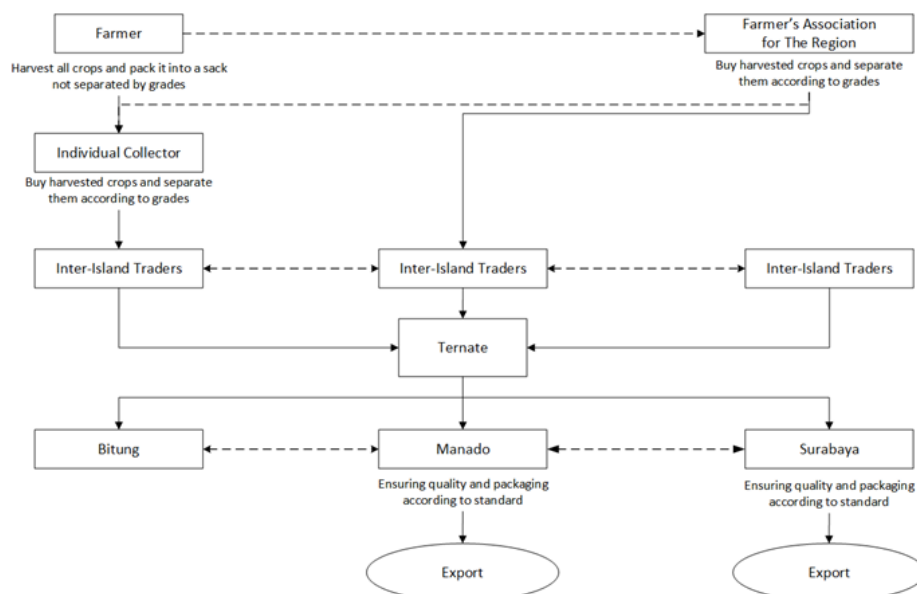 Farmer
Farmer's Association
for The Region
Harvest all crops and pack it into a sack
not separated by grades
Buy harvested crops and separate
them according to grades
Individual Collector
Buy harvested crops and separate
them according to grades
Inter-Island Traders
Inter-Island Traders
Inter-Island Traders
Ternate
Bitung
Manado
Surabaya
Ensuring quality and packaging
according to standard
Ensuring quality and packaging
according to standard
Export
Export